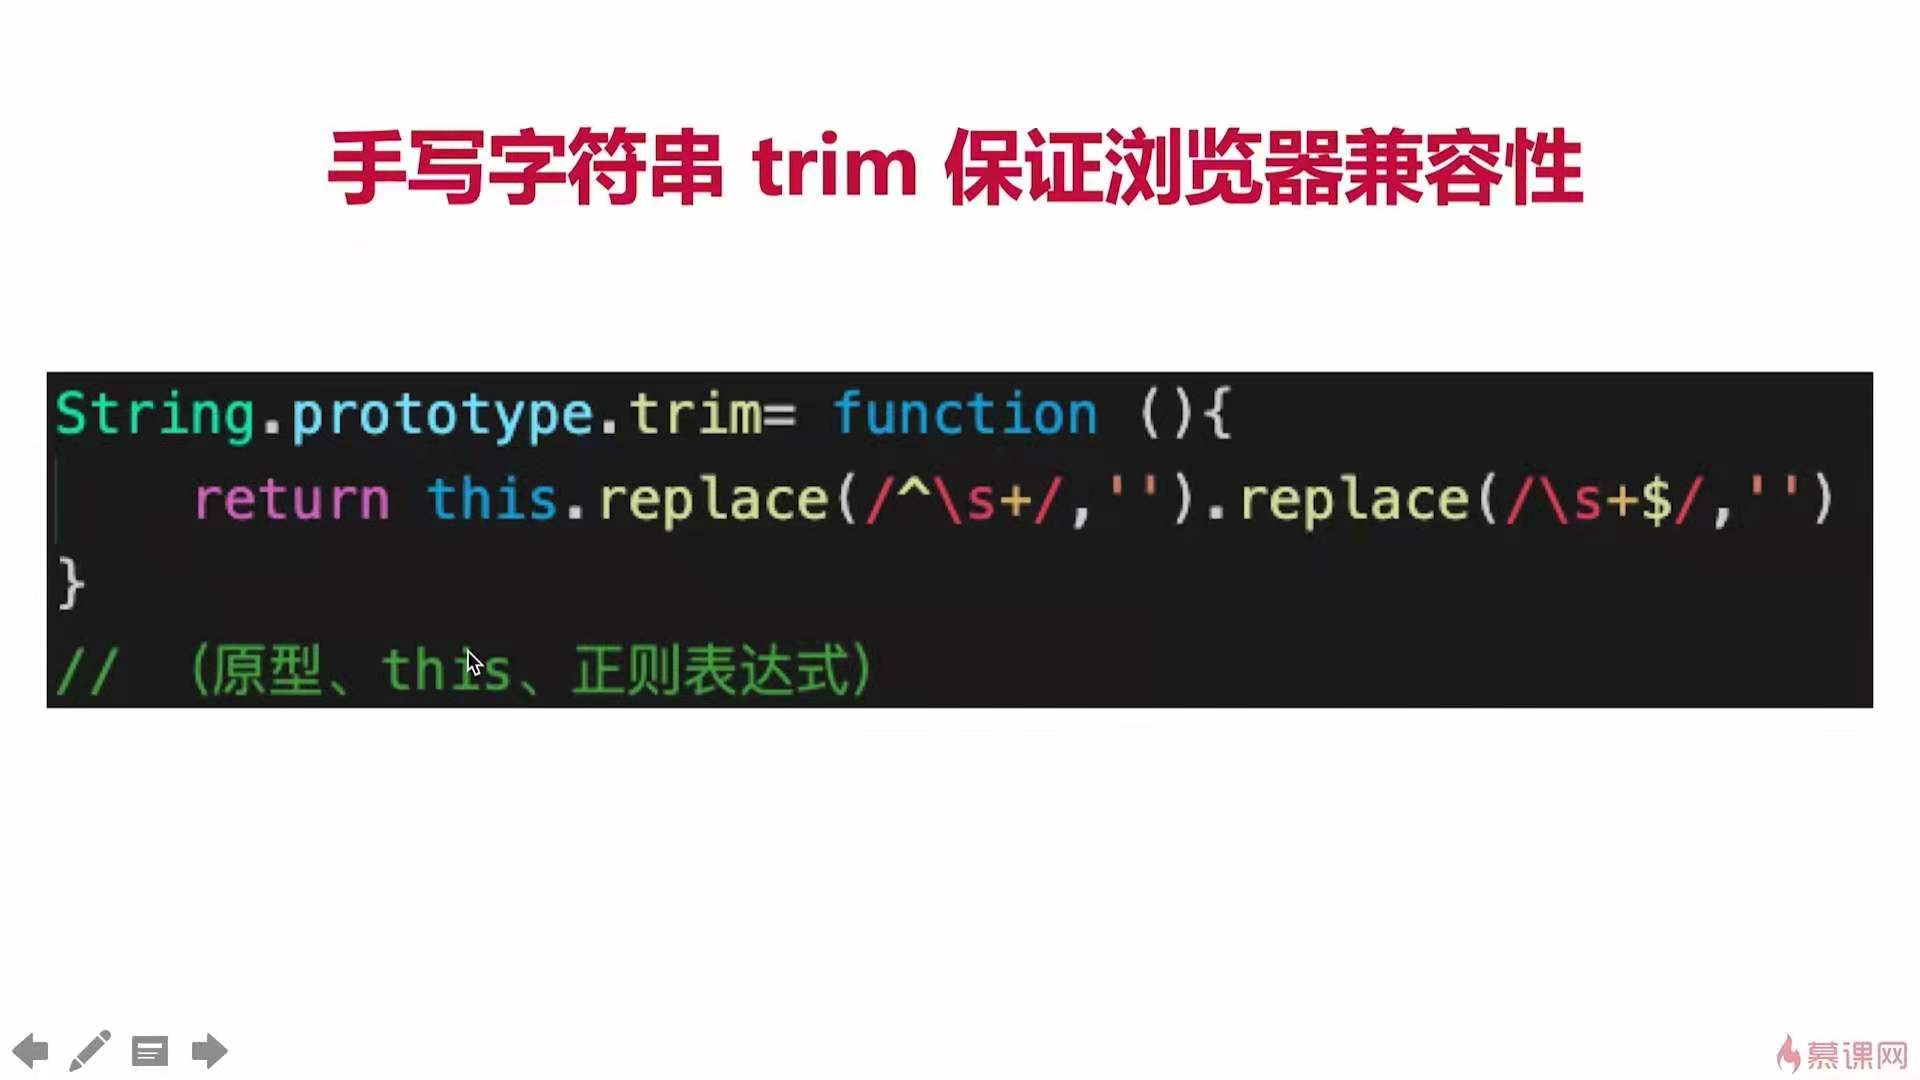 手写字符串 trim 保证浏览器兼容性
String.prototype.trim= function (){
return this.replace(/^\s+/,'').replace(/\s+$/,'')
}
// （原型、this、正则表达式）
慕课网